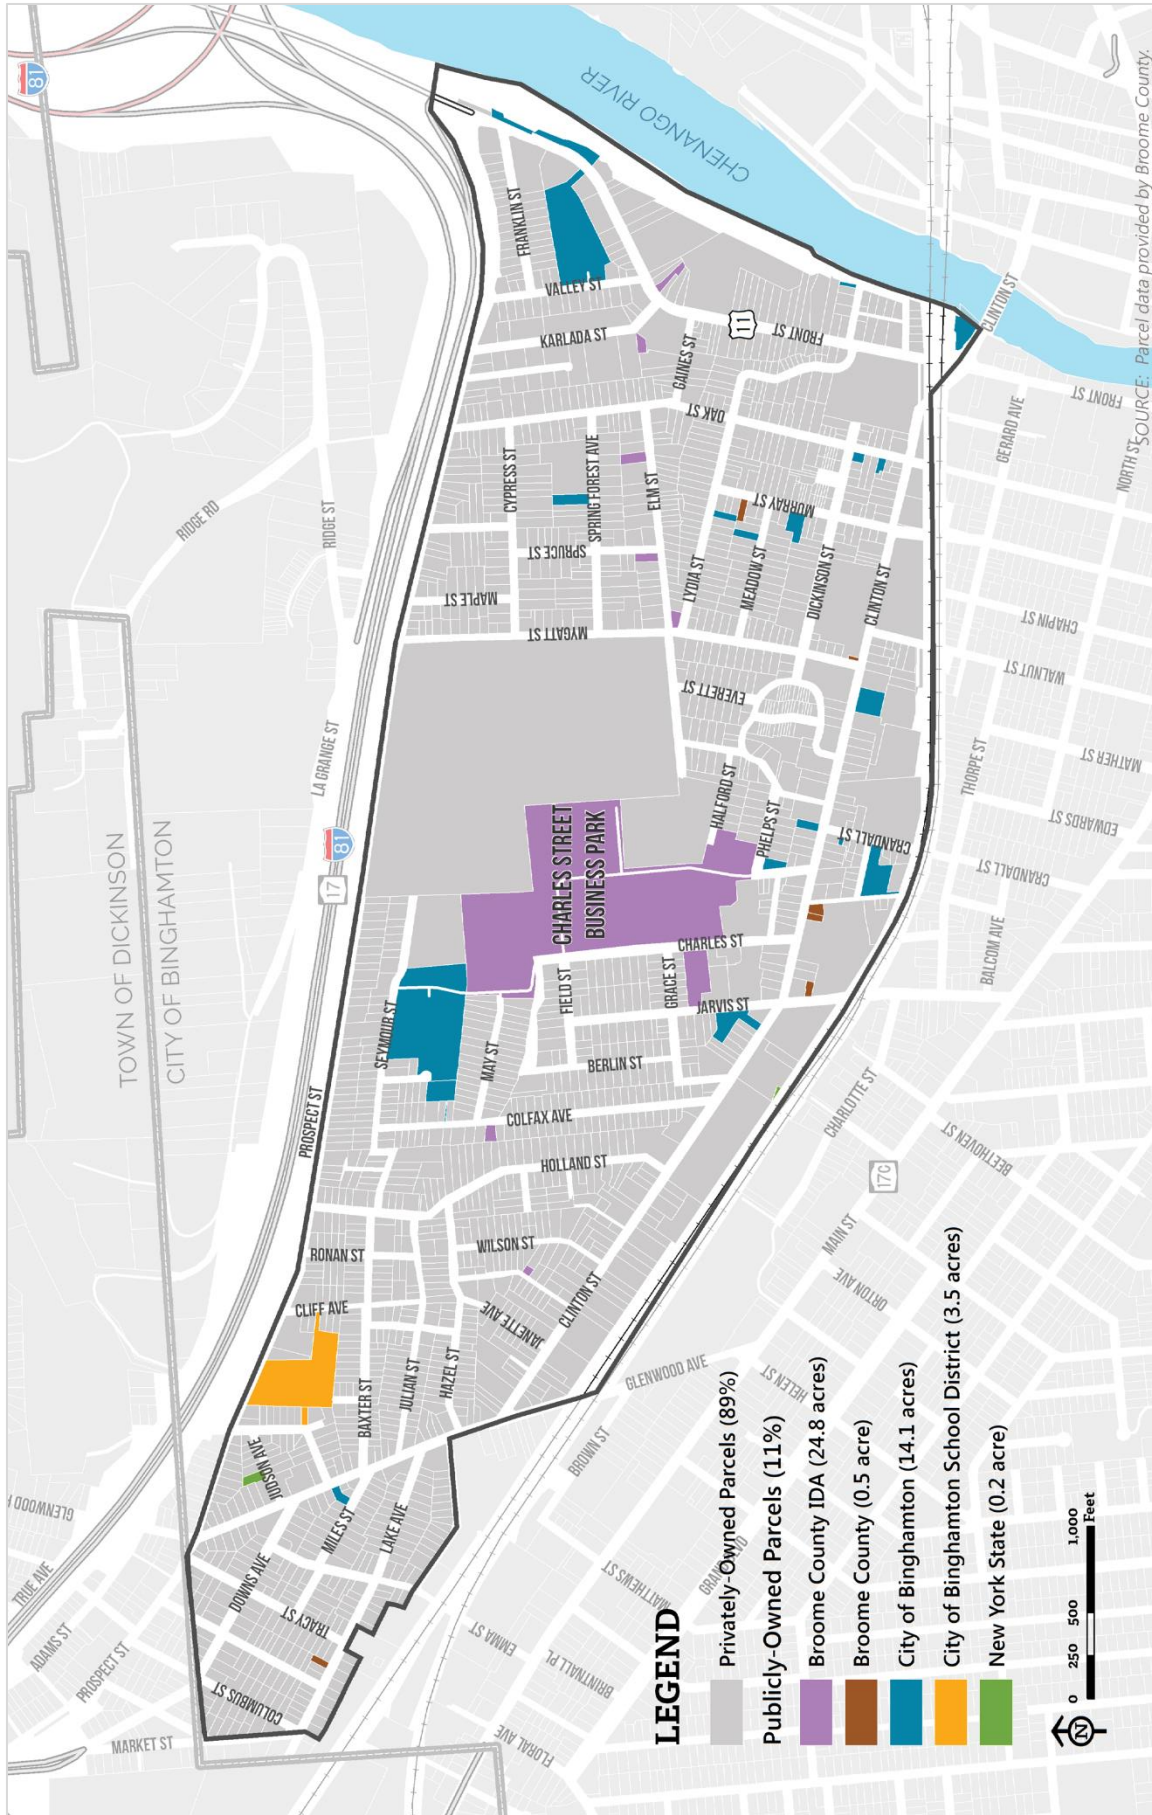 81
TOWN OF DICKINSON
CITY OF BINGHAMTON
RIDGE RD
RIDGE ST
LA GRANGE ST
17
81
PROSPECT ST
TRUE AVE
ADAMS ST
PROSPECT ST
MARKET ST
CHENANGO RIVER
FRANKLIN ST
VALLEY ST
KARLADA ST
CYPRESS ST
SPRING FOREST AVE
SPRUCE ST
MAPLE ST
MYGATT ST
ELM ST
GAINES ST
OAK ST
111
FRONT ST
LYDIA ST
MURRAY ST
MEADOW ST
DICKINSON ST
CLINTON ST
EVERETT ST
HALFORD ST
PHELPS ST
CRANDALL ST
CHARLES STREET
BUSINESS PARK
CHARLES ST
SEYMOUR ST
FIELD ST
GRACE ST
JARVIS ST
MAY ST
BERLIN ST
COLFAX AVE
HOLLAND ST
RONAN ST
WILSON ST
CLIFF AVE
JANETTE AVE
CLINTON ST
BAXTER ST
JULIAN ST
HAZEL ST
JUDSON AVE
MILES ST
LAKE AVE
DOWNS AVE
TRACY ST
COLUMBUS ST
CLINTON ST
FRONT ST
GERARD AVE
NORTH ST
CHAPIN ST
WALNUT ST
THORPE ST
MATHER ST
EDWARDS ST
CRANDALL ST
BALCOM AVE
CHARLOTTE ST
BEETHOVEN ST
17C
MAIN ST
ORTON AVE
HELEN ST
GLENWOOD AVE
BROWN ST
MATTHEWS ST
EMMA ST
BRINTNALL PL
FLORAL AVE
LEGEND
Privately-Owned Parcels (89%)
Publicly-Owned Parcels (11%)
Broome County IDA (24.8 acres)
Broome County (0.5 acre)
City of Binghamton (14.1 acres)
City of Binghamton School District (3.5 acres)
New York State (0.2 acre)
N
0 250 500 1,000
Feet
SOURCE: Parcel data provided by Broome County.